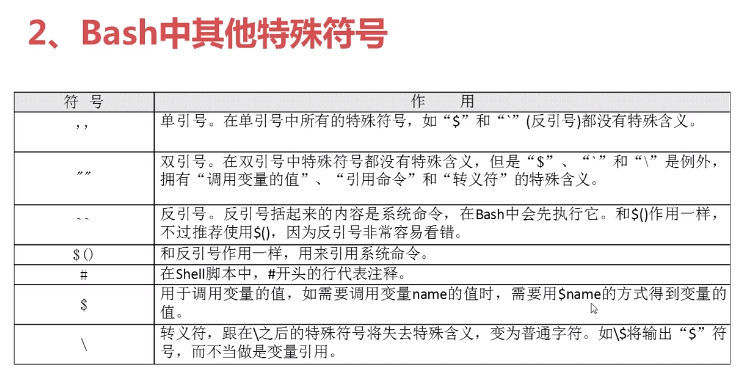 2、Bash中其他特殊符号
符 号
作 用
''
单引号。在单引号中所有的特殊符号，如“$”和“`”(反引号)都没有特殊含义。
""
双引号。在双引号中特殊符号都没有特殊含义，但是“$”、“`”和“\”是例外，
拥有“调用变量的值”、“引用命令”和“转义符”的特殊含义。
``
反引号。反引号括起来的内容是系统命令，在Bash中会先执行它。和$()作用一样，
不过推荐使用$()，因为反引号非常容易看错。
$()
和反引号作用一样，用来引用系统命令。
#
在Shell脚本中，#开头的行代表注释。
$
用于调用变量的值，如需要调用变量name的值时，需要用$name的方式得到变量的
值。
\
转义符，跟在\之后的特殊符号将失去特殊含义，变为普通字符。如\$将输出“$”符
号，而不当做是变量引用。